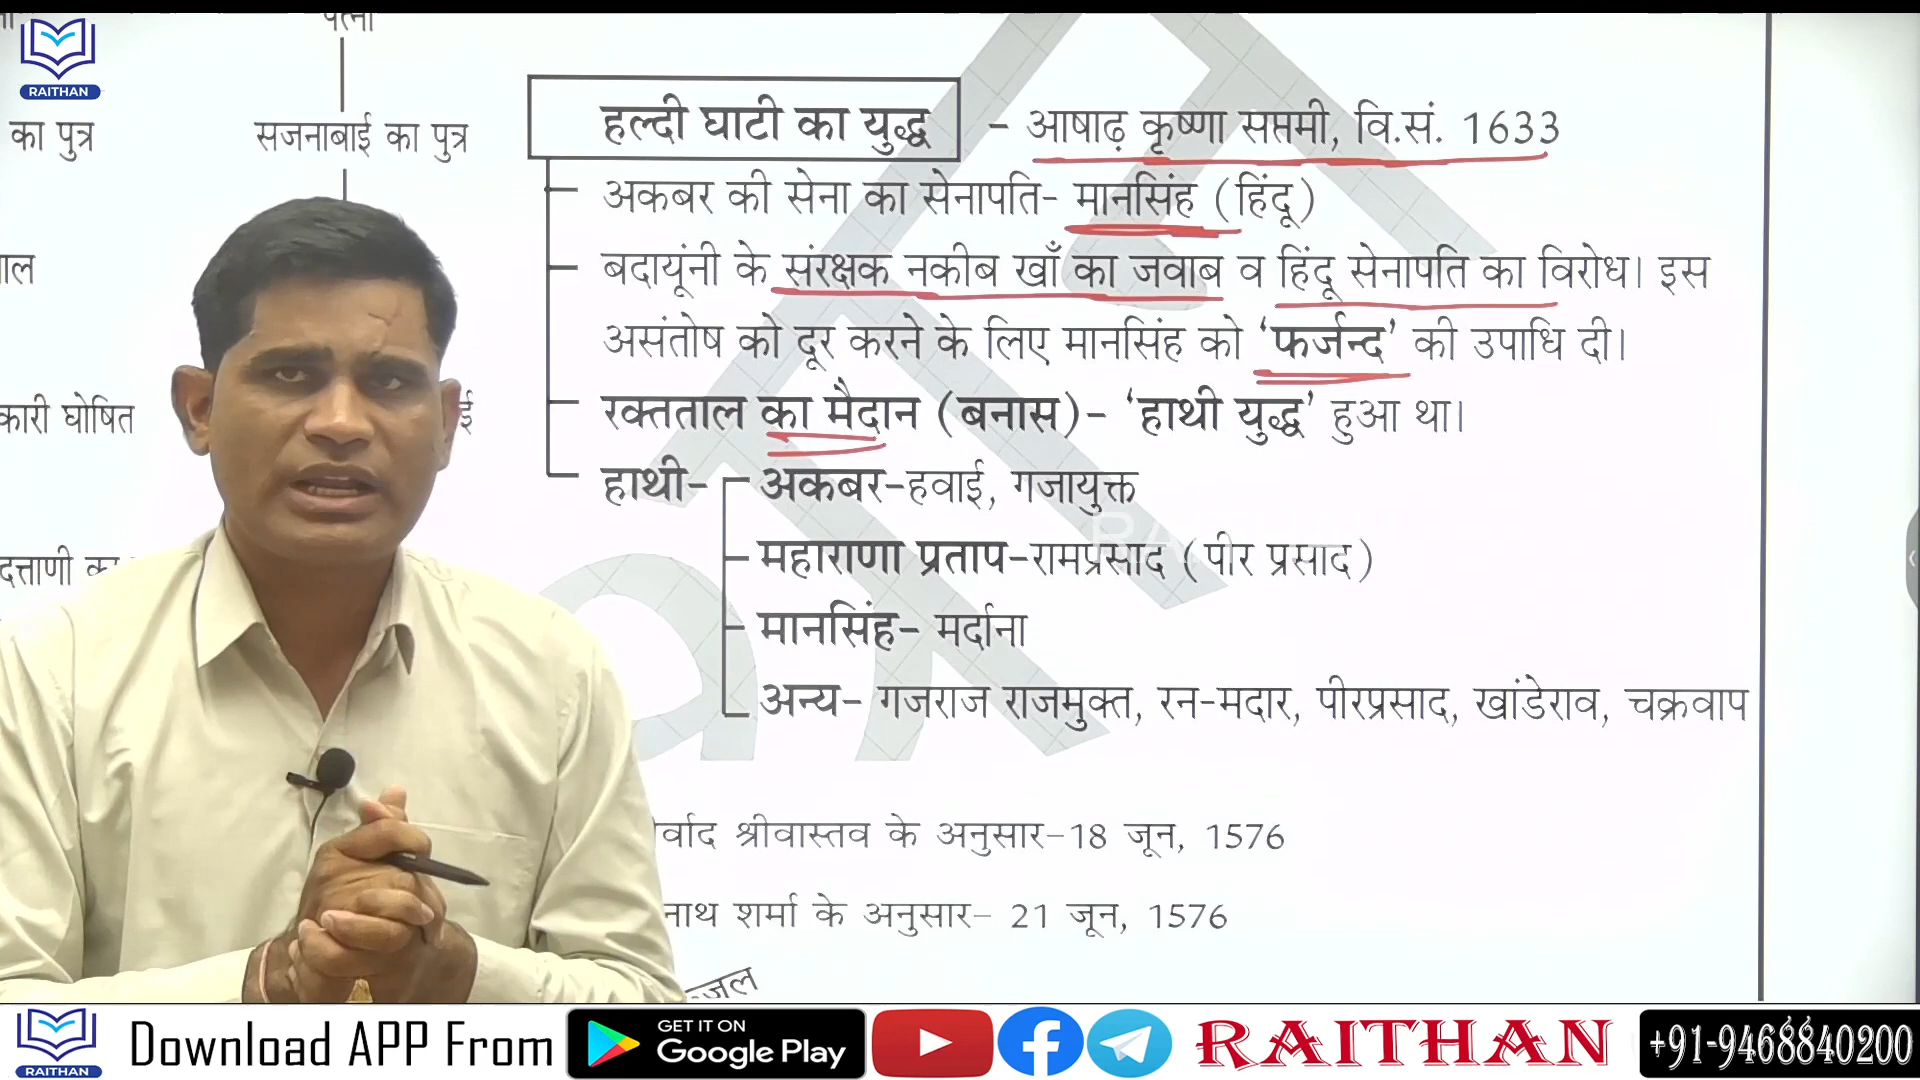 पत्नी
RAITHAN
का पुत्र
सजनाबाई का पुत्र
हल्दी घाटी का युद्ध – आषाढ़ कृष्णा सप्तमी, वि.सं. 1633
अकबर की सेना का सेनापति- मानसिंह (हिंदू)
बदायूंनी के संरक्षक नकीब खाँ का जवाब व हिंदू सेनापति का विरोध। इस
असंतोष को दूर करने के लिए मानसिंह को ‘फर्जन्द’ की उपाधि दी।
कारी घोषित
रक्तताल का मैदान (बनास)- ‘हाथी युद्ध’ हुआ था।
हाथी-
अकबर-हवाई, गजायुक्त
दत्ताणी का
महाराणा प्रताप-रामप्रसाद (पीर प्रसाद)
मानसिंह- मर्दाना
अन्य- गजराज राजमुक्त, रन-मदार, पीरप्रसाद, खांडेराव, चक्रवाप
र्वाद श्रीवास्तव के अनुसार-18 जून, 1576
नाथ शर्मा के अनुसार- 21 जून, 1576
RAITHAN
Download APP From
GET IT ON
Google Play
RAITHAN
+91-9468840200